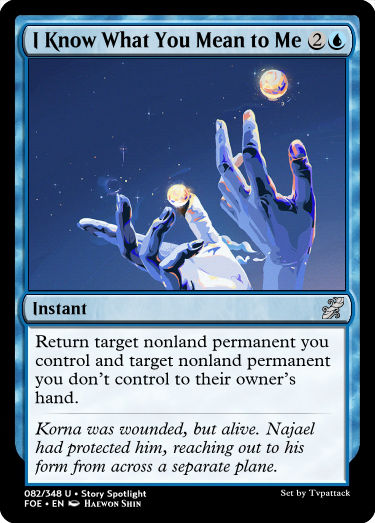 I Know What You Mean to Me 2
Instant
Return target nonland permanent you
control and target nonland permanent
you don't control to their owner's
hand.
Korna was wounded, but alive. Najael
had protected him, reaching out to his
form from across a separate plane.
082/348 U • Story Spotlight
FOE • EN Haewon Shin
Set by Tvpattack